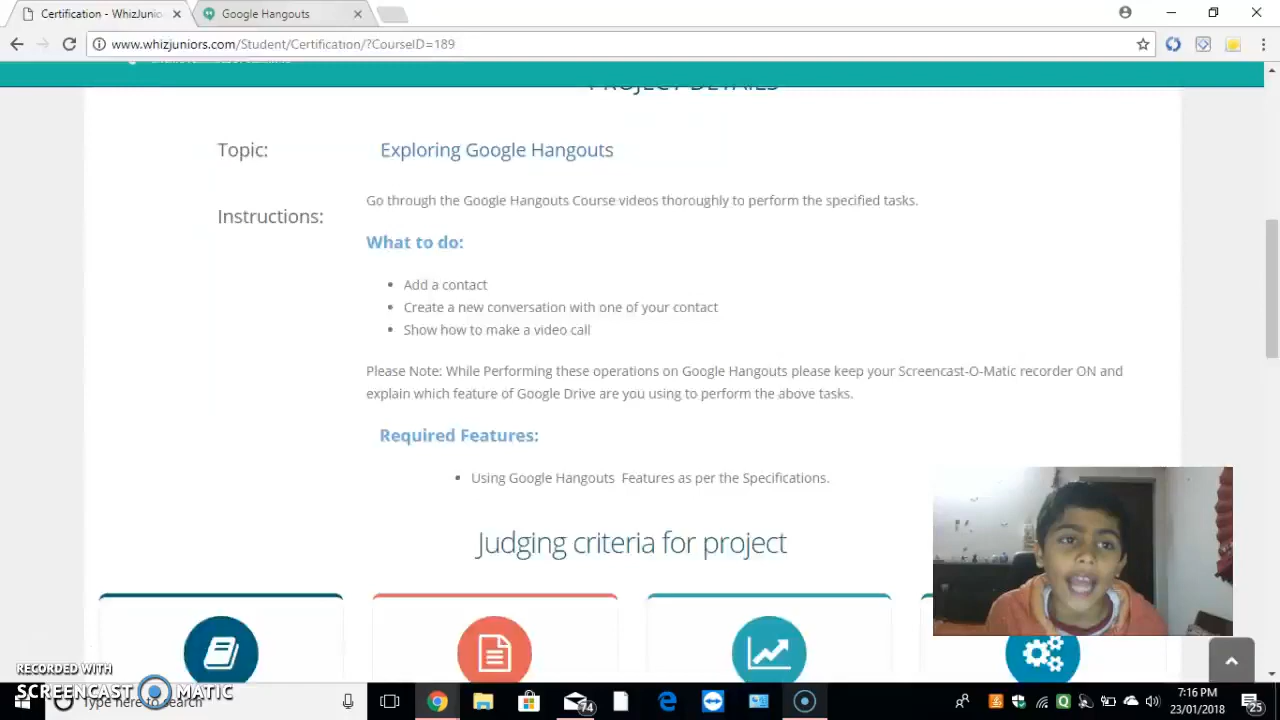 Certification - WhizJunio
Google Hangouts
www.whizjuniors.com/Student/Certification/?CourseID=189
PROJECT DETAILS
Topic:
Exploring Google Hangouts
Instructions:
Go through the Google Hangouts Course videos thoroughly to perform the specified tasks.
What to do:
Add a contact
Create a new conversation with one of your contact
Show how to make a video call
Please Note: While Performing these operations on Google Hangouts please keep your Screencast-O-Matic recorder ON and
explain which feature of Google Drive are you using to perform the above tasks.
Required Features:
Using Google Hangouts Features as per the Specifications.
Judging criteria for project
RECORDED WITH
SCREENCAST MATIC
Type here to search
74
7:16 PM
23/01/2018
25